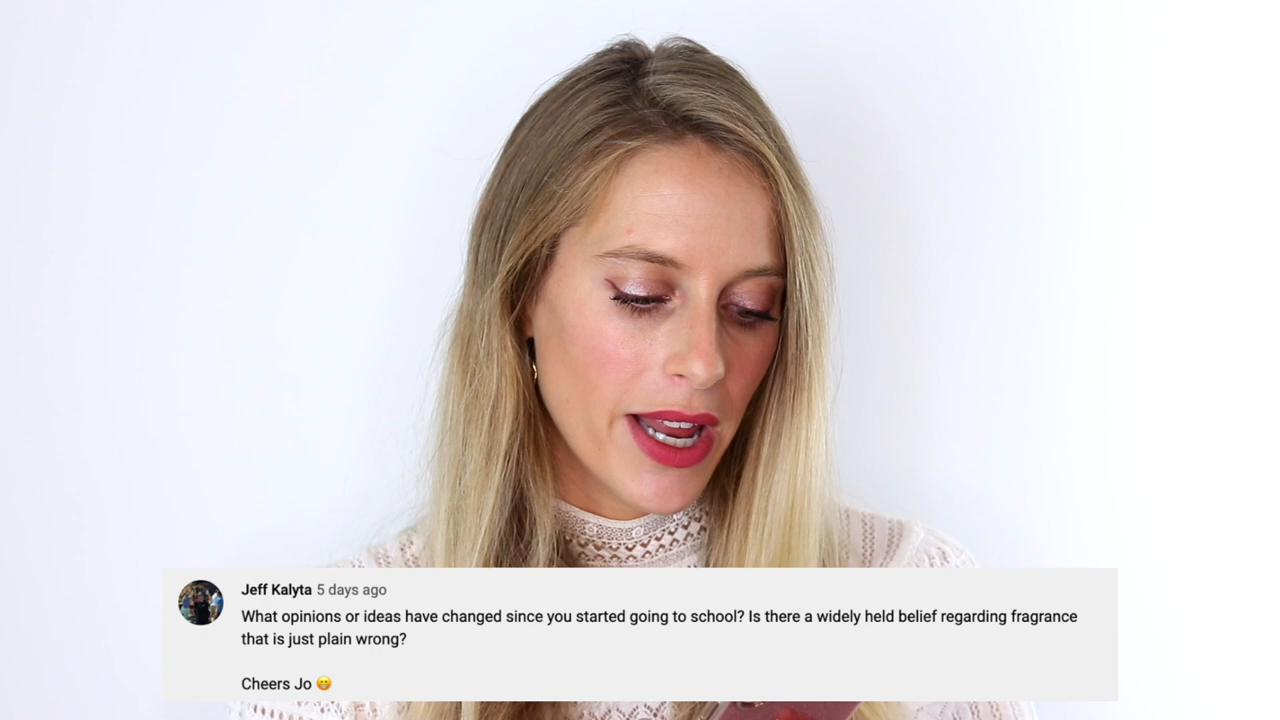 Jeff Kalyta 5 days ago
What opinions or ideas have changed since you started going to school? Is there a widely held belief regarding fragrance
that is just plain wrong?
Cheers Jo 😁